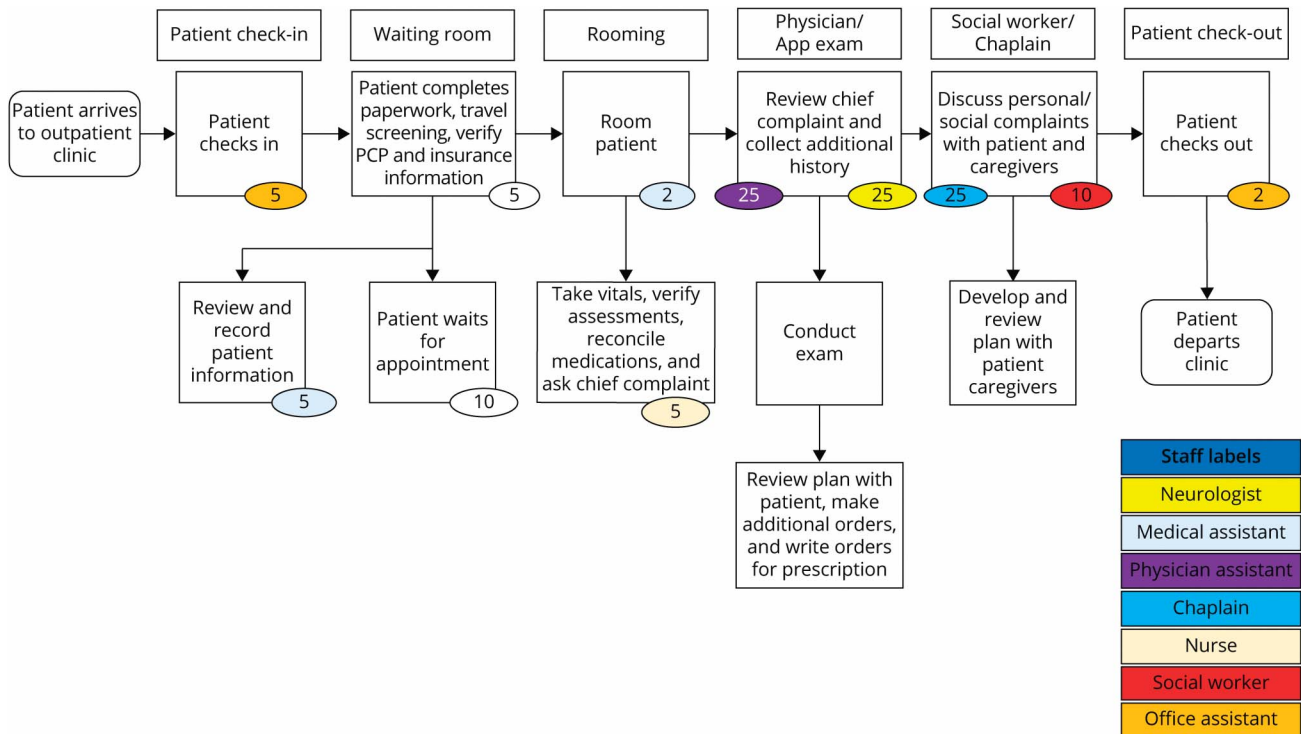 Patient check-in
Waiting room
Rooming
Physician/
App exam
Social worker/
Chaplain
Patient check-out
Patient arrives
to outpatient
clinic
Patient
checks in
5
Patient completes
paperwork, travel
screening, verify
PCP and insurance
information
5
Room
patient
2
Review chief
complaint and
collect additional
history
25
25
Discuss personal/
social complaints
with patient and
caregivers
25
10
Patient
checks out
2
Review and
record
patient
information
5
Patient waits
for
appointment
10
Take vitals, verify
assessments,
reconcile
medications, and
ask chief complaint
5
Conduct
exam
Develop and
review
plan with
patient
caregivers
Patient
departs
clinic
Review plan with
patient, make
additional orders,
and write orders
for prescription
Staff labels
Neurologist
Medical assistant
Physician assistant
Chaplain
Nurse
Social worker
Office assistant